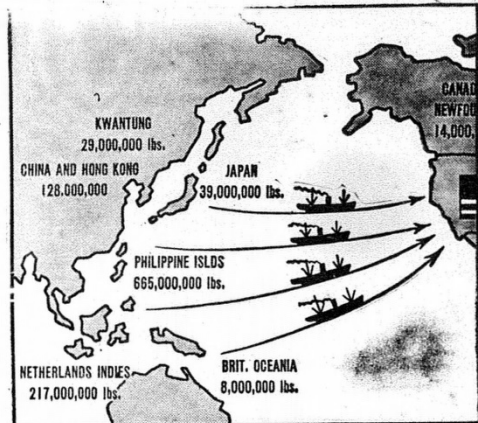 CANAD
NEWFOU
14,000,
KWANTUNG
29,000,000 lbs.
CHINA AND HONG KONG
128.000,000
JAPAN
39,000,000 lbs.
PHILIPPINE ISLDS
665,000,000 lbs.
NETHERLANDS INDIES
217,000,000 lbs.
BRIT. OCEANIA
8,000,000 lbs.